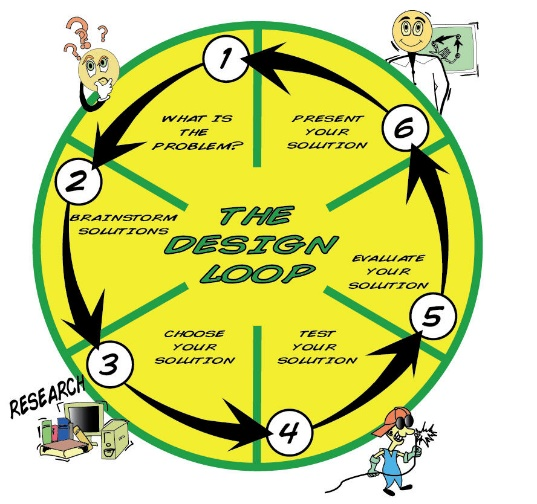 THE
DESIGN
LOOP
1
WHAT IS
THE
PROBLEM?
2
BRAINSTORM
SOLUTIONS
3
CHOOSE
YOUR
SOLUTION
4
TEST
YOUR
SOLUTION
5
EVALUATE
YOUR
SOLUTION
6
PRESENT
YOUR
SOLUTION
RESEARCH
???